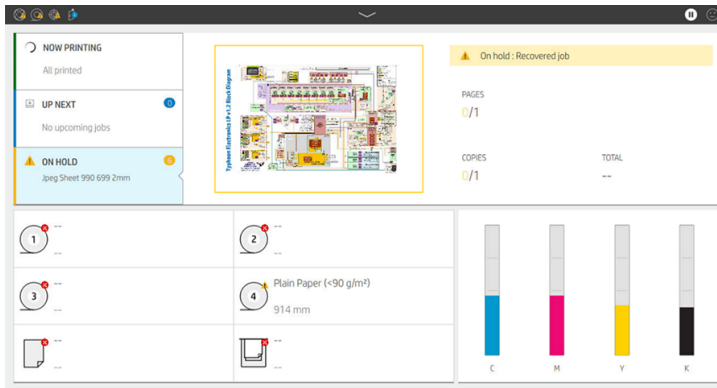 NOW PRINTING
All printed
UP NEXT
0
No upcoming jobs
ON HOLD
6
Jpeg Sheet 990 699 2mm
Typhoon Electronics LP v1.2 Block Diagram
On hold : Recovered job
PAGES
0/1
COPIES
0/1
TOTAL
--
1
--
--
2
--
--
3
--
--
4
Plain Paper (<90 g/m²)
914 mm
--
--
--
--
C
M
Y
K